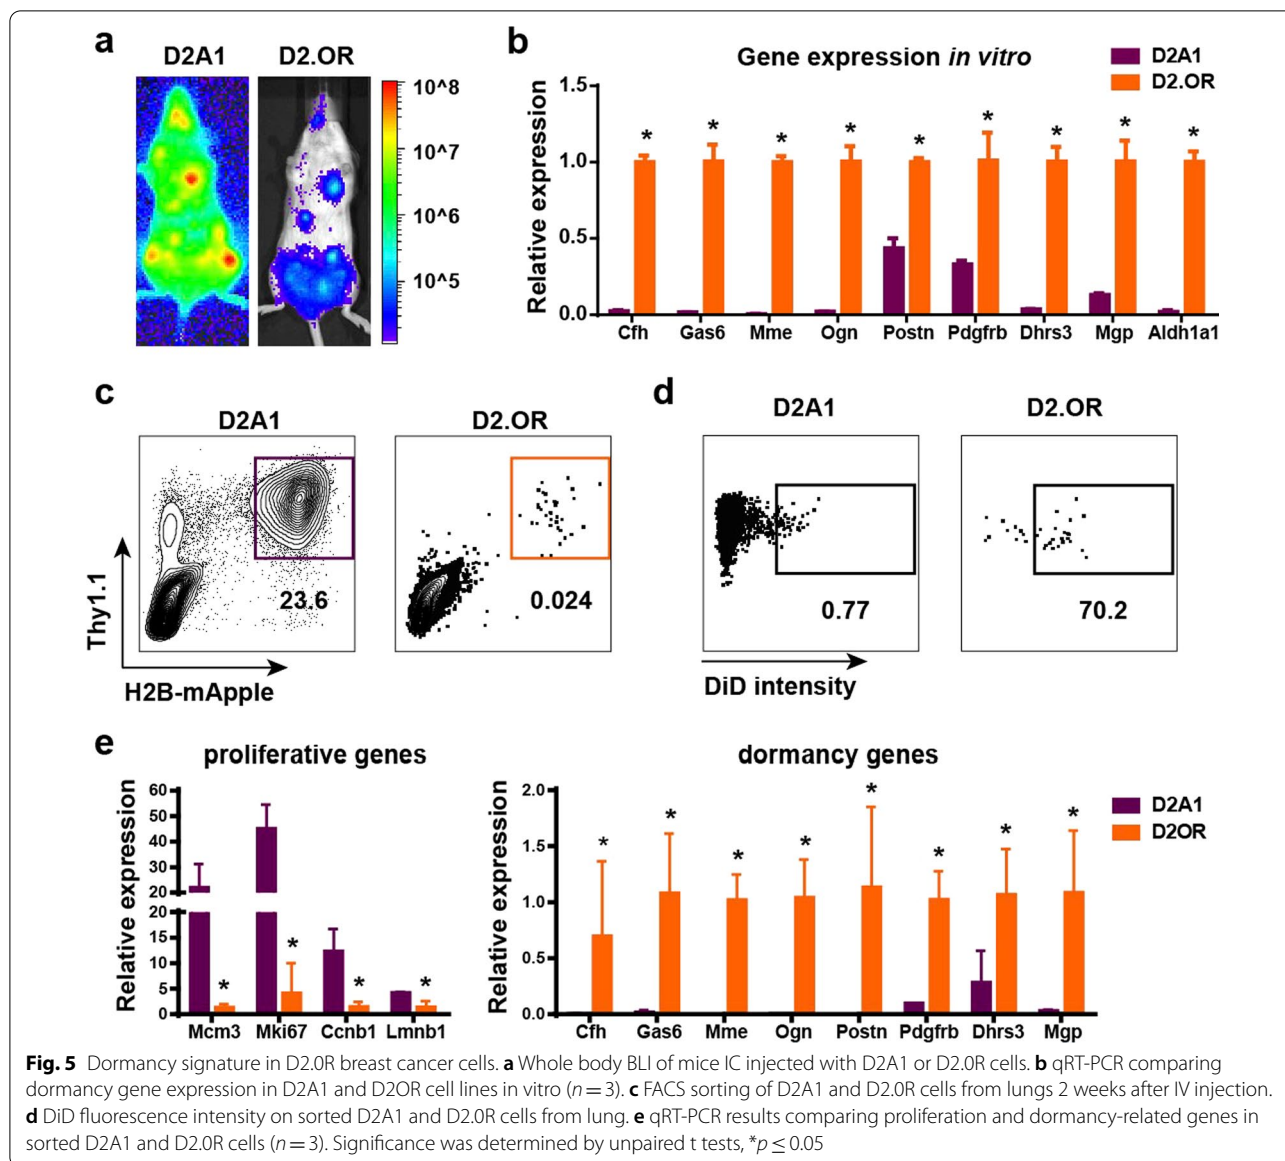 a
D2A1 D2.OR
10^8
10^7
10^6
10^5
b
D2A1
D2.OR
Gene expression in vitro
Relative expression
1.5
1.0
0.5
0.0
* * * * * * * * *
Cfh Gas6 Mme Ogn Postn Pdgfrb Dhrs3 Mgp Aldh1a1
c
D2A1 D2.OR
Thy1.1
23.6 0.024
H2B-mApple
d
D2A1 D2.OR
0.77 70.2
DiD intensity
e
proliferative genes
Relative expression
60
50
40
30
20
20
15
10
5
0
* * * *
Mcm3 Mki67 Ccnb1 Lmnb1
dormancy genes
D2A1
D2OR
Relative expression
2.0
1.5
1.0
0.5
0.0
* * * * * * * *
Cfh Gas6 Mme Ogn Postn Pdgfrb Dhrs3 Mgp
Fig. 5 Dormancy signature in D2.0R breast cancer cells. a Whole body BLI of mice IC injected with D2A1 or D2.0R cells. b qRT-PCR comparing
dormancy gene expression in D2A1 and D2OR cell lines in vitro (n = 3). c FACS sorting of D2A1 and D2.0R cells from lungs 2 weeks after IV injection.
d DiD fluorescence intensity on sorted D2A1 and D2.0R cells from lung. e qRT-PCR results comparing proliferation and dormancy-related genes in
sorted D2A1 and D2.0R cells (n = 3). Significance was determined by unpaired t tests, *p ≤ 0.05